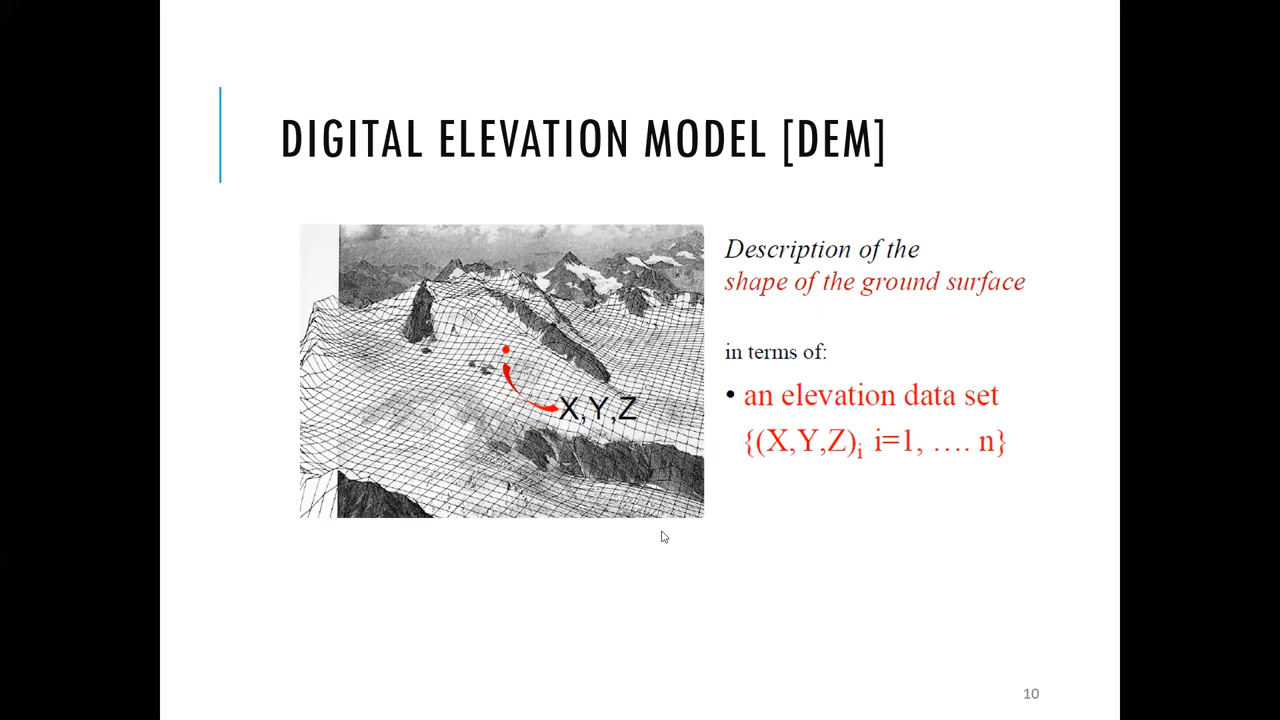 DIGITAL ELEVATION MODEL [DEM]
X,Y,Z
Description of the
shape of the ground surface
in terms of:
• an elevation data set
{(X,Y,Z)i i=1, …. n}
10